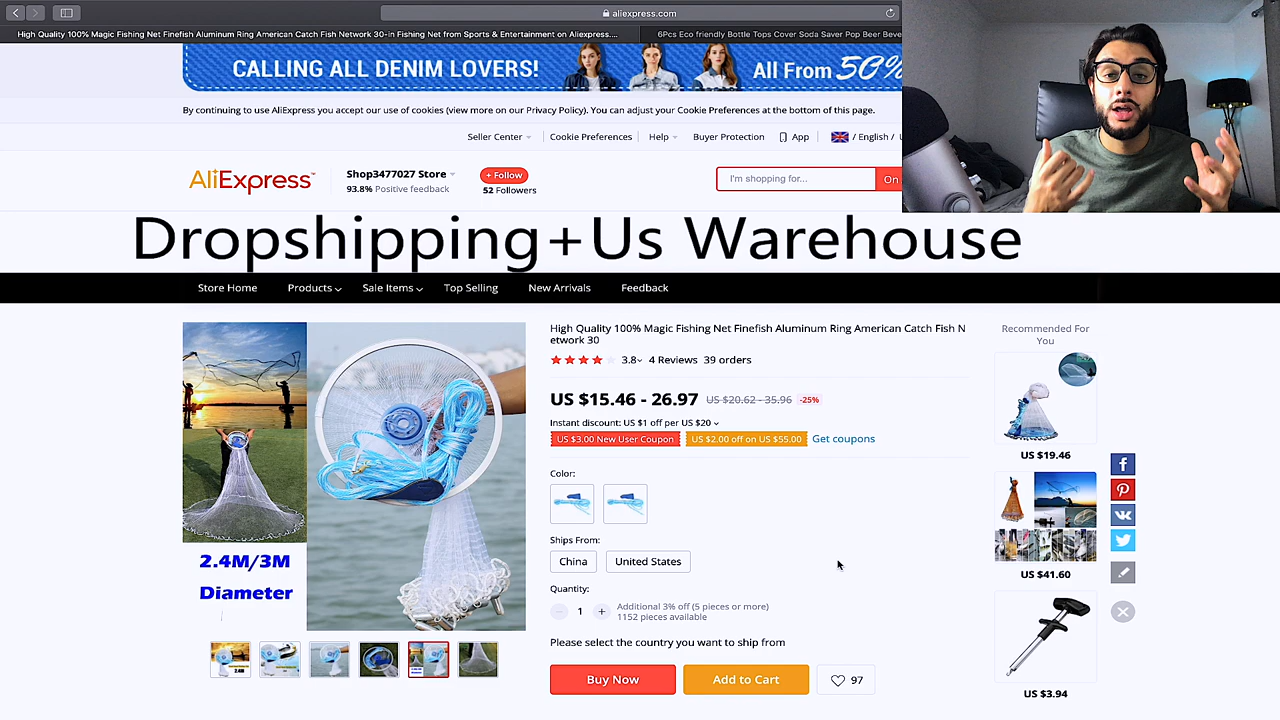 aliexpress.com
High Quality 100% Magic Fishing Net Finefish Aluminum Ring American Catch Fish Network 30-in Fishing Net from Sports & Entertainment on Aliexpress....
6Pcs Eco friendly Bottle Tops Cover Soda Saver Pop Beer Beve
CALLING ALL DENIM LOVERS! All From 50%
By continuing to use AliExpress you accept our use of cookies (view more on our Privacy Policy). You can adjust your Cookie Preferences at the bottom of this page.
Seller Center Cookie Preferences Help Buyer Protection App / English /
AliExpress™
Shop3477027 Store
93.8% Positive feedback
+ Follow
52 Followers
I'm shopping for...
On
Dropshipping+Us Warehouse
Store Home Products Sale Items Top Selling New Arrivals Feedback
2.4M/3M
Diameter
High Quality 100% Magic Fishing Net Finefish Aluminum Ring American Catch Fish N
etwork 30
3.8 4 Reviews 39 orders
US $15.46 - 26.97 US $20.62 - 35.96 -25%
Instant discount: US $1 off per US $20
US $3.00 New User Coupon US $2.00 off on US $55.00 Get coupons
Color:
Ships From:
China United States
Quantity:
1
Additional 3% off (5 pieces or more)
1152 pieces available
Please select the country you want to ship from
Buy Now Add to Cart 97
Recommended For
You
US $19.46
US $41.60
US $3.94